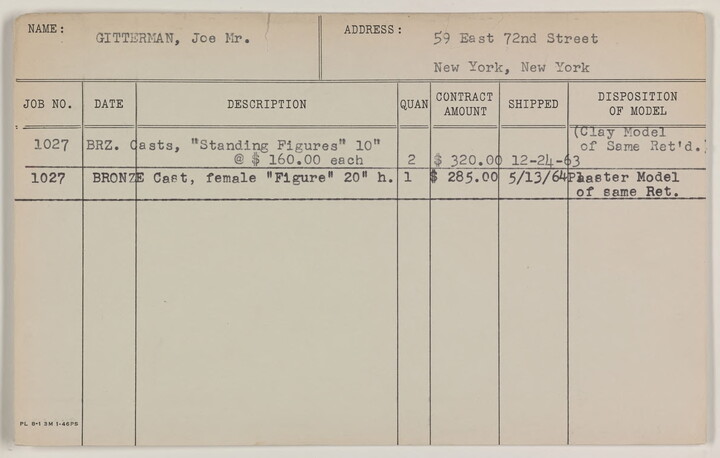 NAME: GITTERMAN, Joe Mr. ADDRESS: 59 East 72nd Street
New York, New York
JOB NO. DATE DESCRIPTION QUAN CONTRACT AMOUNT SHIPPED DISPOSITION OF MODEL
(Clay Model
1027 BRZ. Casts, "Standing Figures" 10" of Same Ret'd.)
@ $ 160.00 each 2 $ 320.00 12-24-63
1027 BRONZE Cast, female "Figure" 20" h. 1 $ 285.00 5/13/64 Plaster Model
of same Ret.
PL 8-1 3M 1-46PS